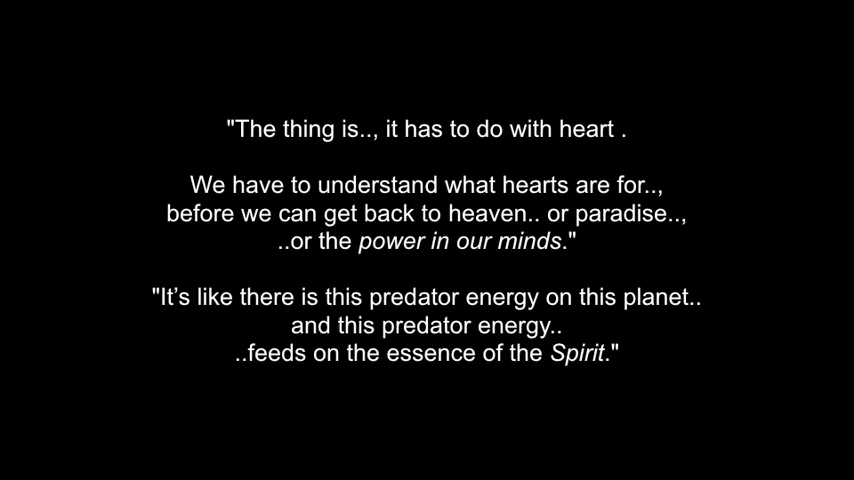 "The thing is.., it has to do with heart .
We have to understand what hearts are for..,
before we can get back to heaven.. or paradise..,
..or the power in our minds."
"It’s like there is this predator energy on this planet..
and this predator energy..
..feeds on the essence of the Spirit."